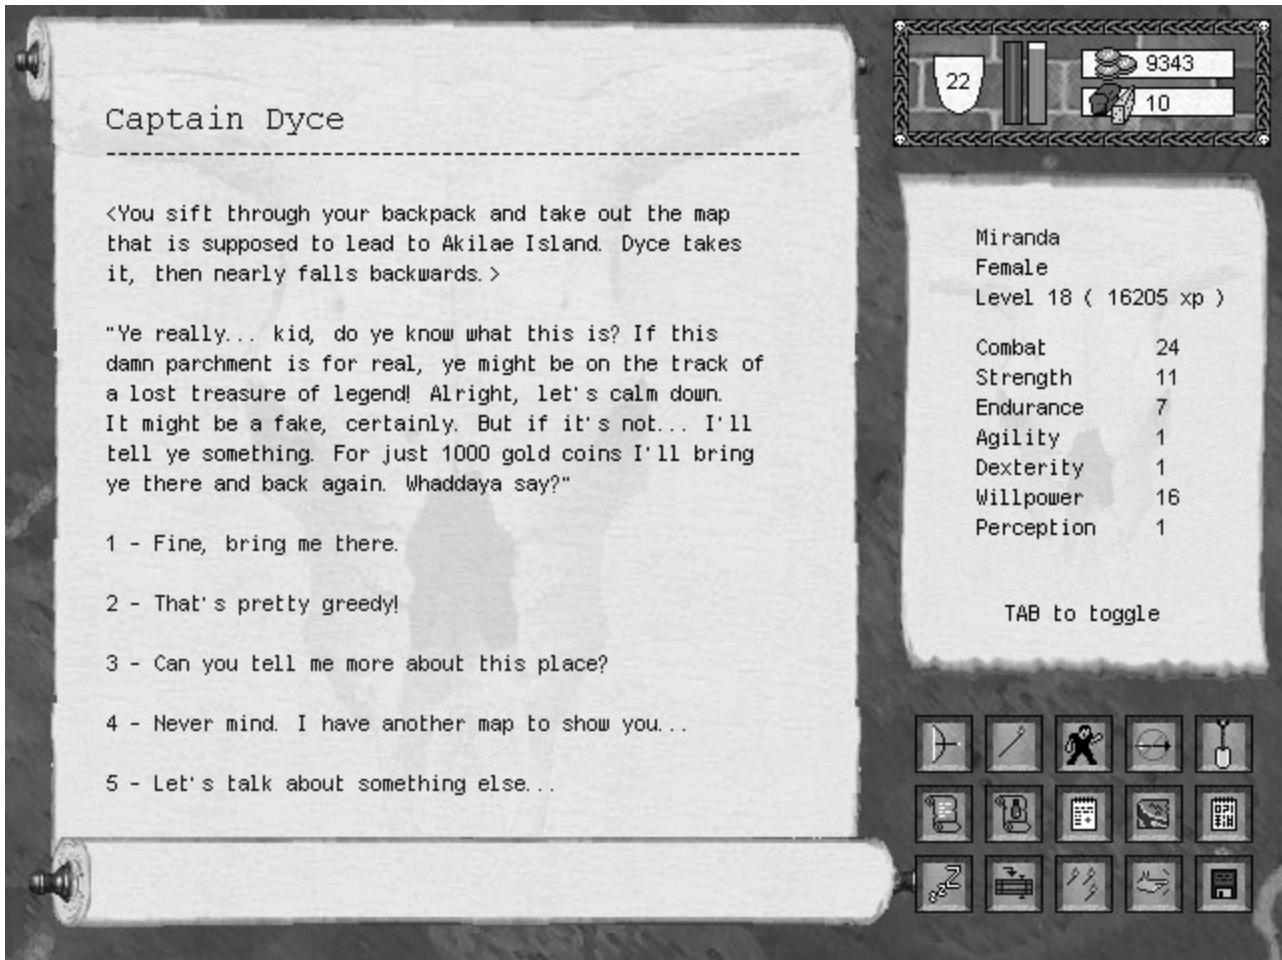 Captain Dyce
<You sift through your backpack and take out the map
that is supposed to lead to Akilae Island. Dyce takes
it, then nearly falls backwards.>
"Ye really... kid, do ye know what this is? If this
damn parchment is for real, ye might be on the track of
a lost treasure of legend! Alright, let's calm down.
It might be a fake, certainly. But if it's not... I'll
tell ye something. For just 1000 gold coins I'll bring
ye there and back again. Whaddaya say?"
1 - Fine, bring me there.
2 - That's pretty greedy!
3 - Can you tell me more about this place?
4 - Never mind. I have another map to show you...
5 - Let's talk about something else...
22
9343
10
Miranda
Female
Level 18 ( 16205 xp )
Combat 24
Strength 11
Endurance 7
Agility 1
Dexterity 1
Willpower 16
Perception 1
TAB to toggle